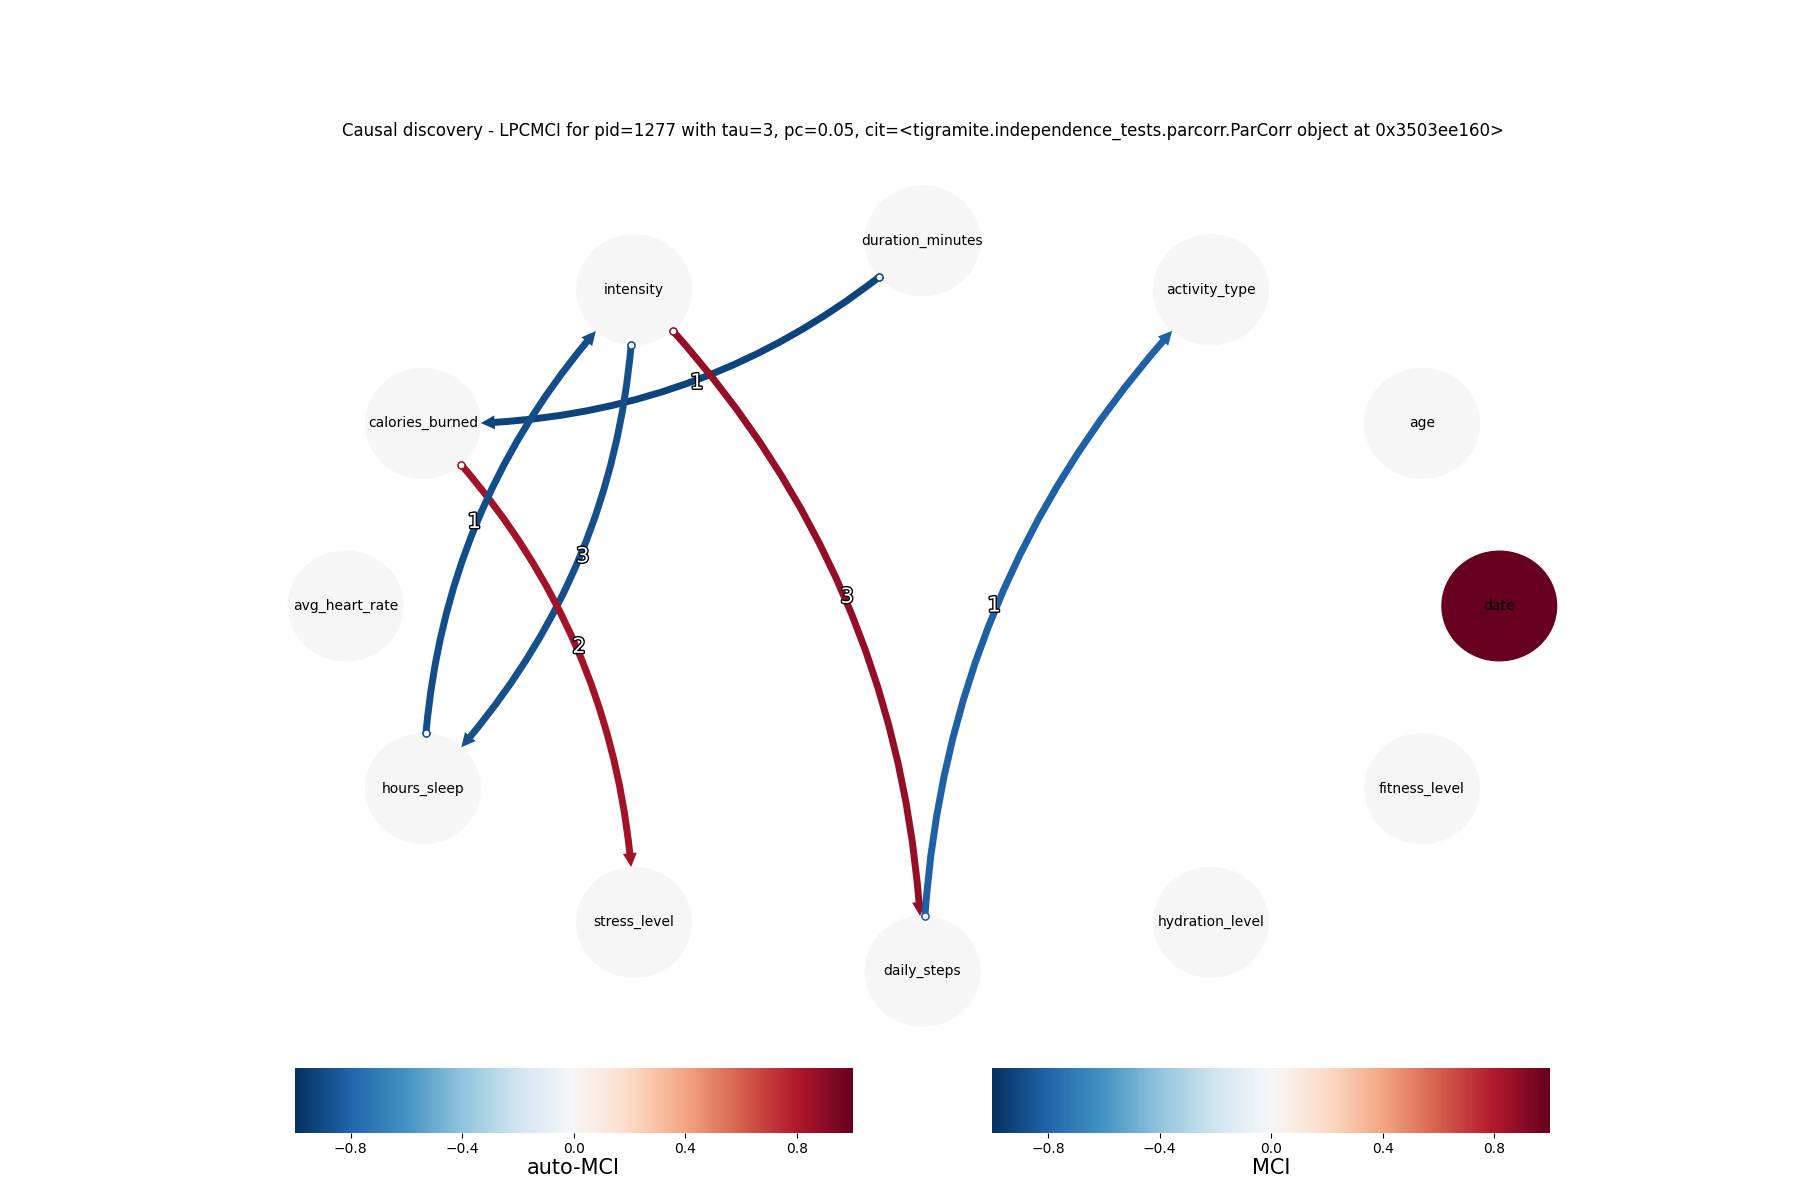 Causal discovery - LPCMCI for pid=1277 with tau=3, pc=0.05, cit=<tigramite.independence_tests.parcorr.ParCorr object at 0x3503ee160>
duration_minutes
intensity
activity_type
1
calories_burned
age
1
3
3
1
avg_heart_rate
date
2
hours_sleep
fitness_level
stress_level
hydration_level
daily_steps
−0.8 −0.4 0.0 0.4 0.8
auto-MCI
−0.8 −0.4 0.0 0.4 0.8
MCI